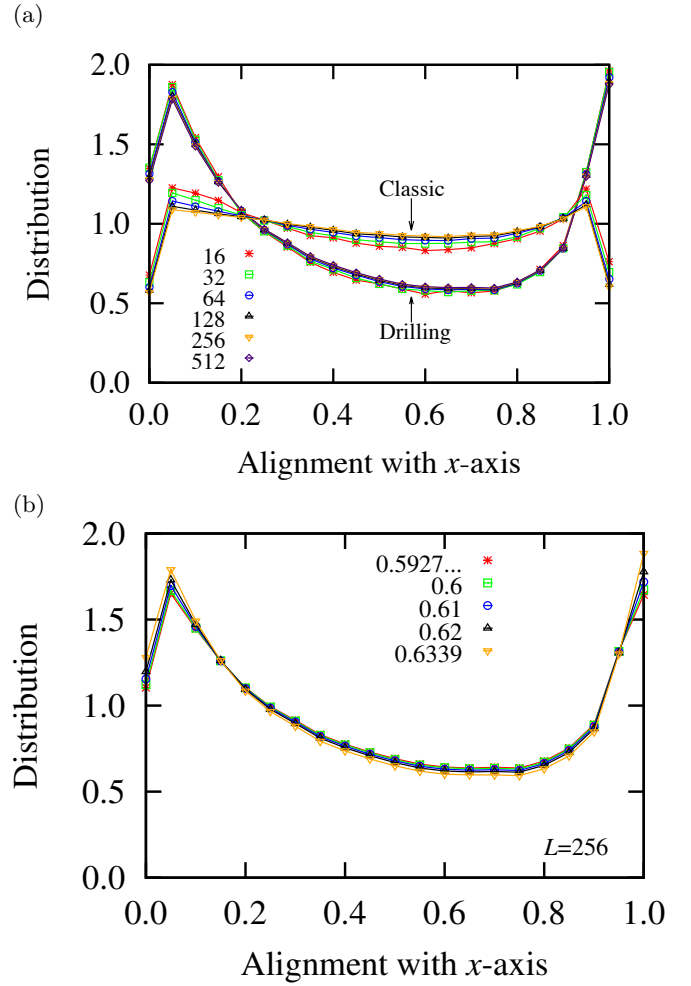 (a)
2.0
1.5
1.0
0.5
0.0
Distribution
Classic
Drilling
16
32
64
128
256
512
0.0 0.2 0.4 0.6 0.8 1.0
Alignment with x-axis
(b)
2.0
1.5
1.0
0.5
0.0
Distribution
0.5927...
0.6
0.61
0.62
0.6339
L=256
0.0 0.2 0.4 0.6 0.8 1.0
Alignment with x-axis